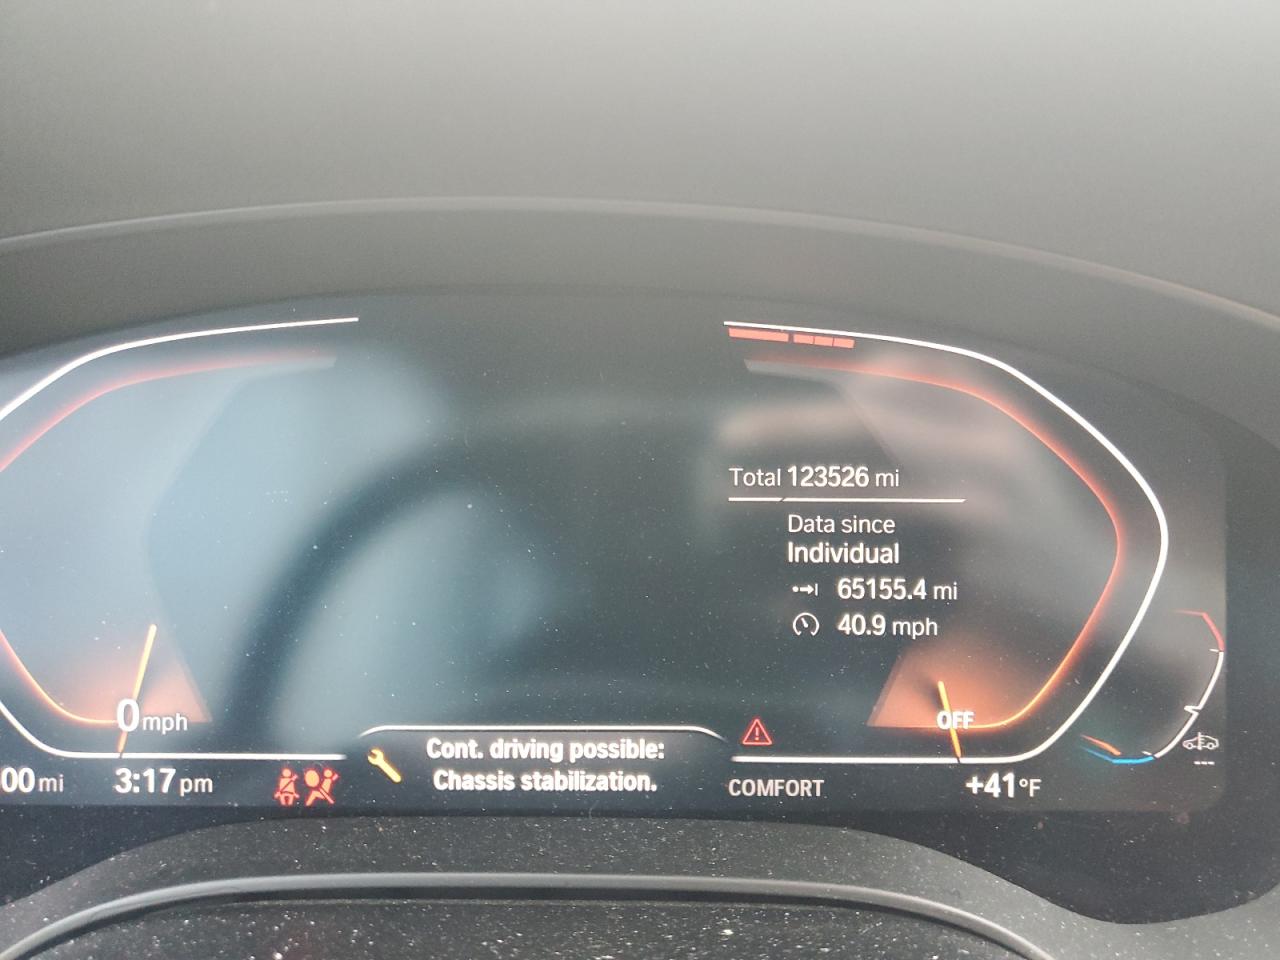 Total 123526 mi
Data since
Individual
65155.4 mi
40.9 mph
0 mph
OFF
Cont. driving possible:
Chassis stabilization.
00 mi
3:17 pm
COMFORT
+41°F
---